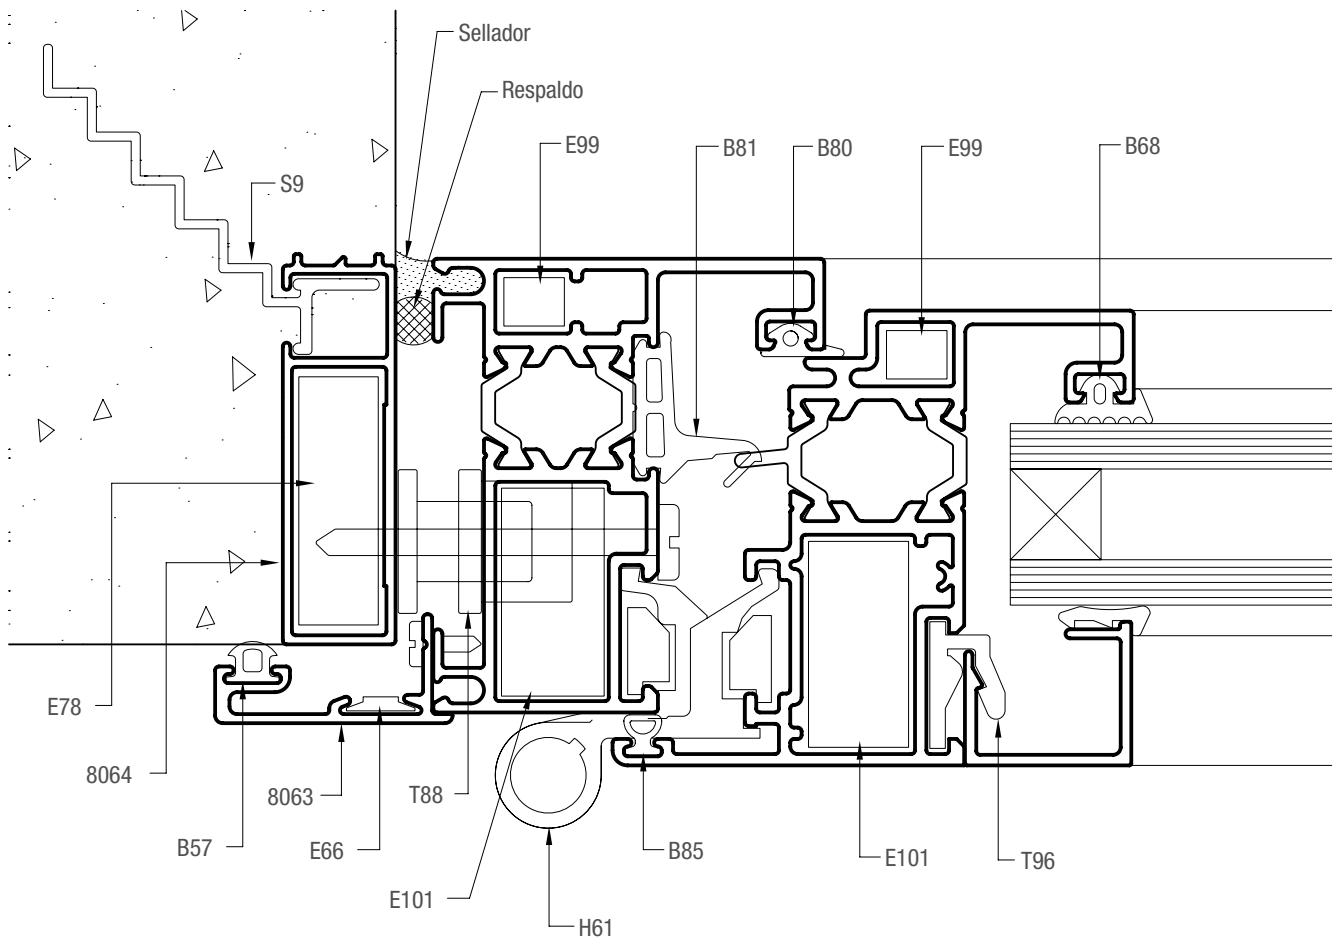 Sellador
Respaldo
E99
B81
B80
E99
B68
S9
E78
8064
8063
T88
B57
E66
B85
E101
T96
E101
H61